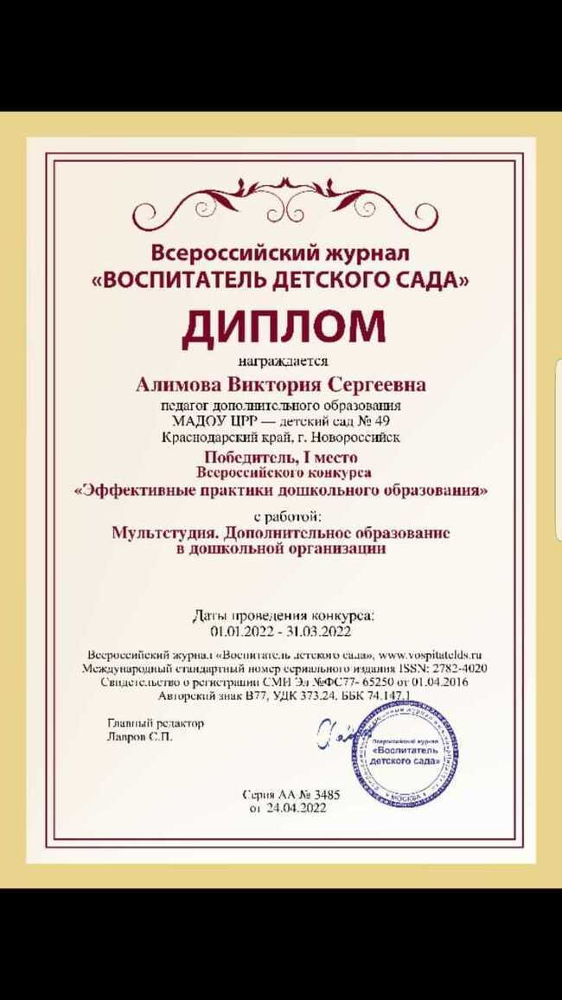 Всероссийский журнал
«ВОСПИТАТЕЛЬ ДЕТСКОГО САДА»
ДИПЛОМ
награждается
Алимова Виктория Сергеевна
педагог дополнительного образования
МАДОУ ЦРР — детский сад № 49
Краснодарский край, г. Новороссийск
Победитель, I место
Всероссийского конкурса
«Эффективные практики дошкольного образования»
с работой:
Мультстудия. Дополнительное образование
в дошкольной организации
Даты проведения конкурса:
01.01.2022 - 31.03.2022
Всероссийский журнал «Воспитатель детского сада», www.vospitatelds.ru
Международный стандартный номер сериального издания ISSN: 2782-4020
Свидетельство о регистрации СМИ Эл №ФС77- 65250 от 01.04.2016
Авторский знак В77, УДК 373.24, ББК 74.147.1
Главный редактор
Лавров С.П.
Всероссийский журнал
«Воспитатель
детского сада»
МОСКВА
Серия АА № 3485
от 24.04.2022